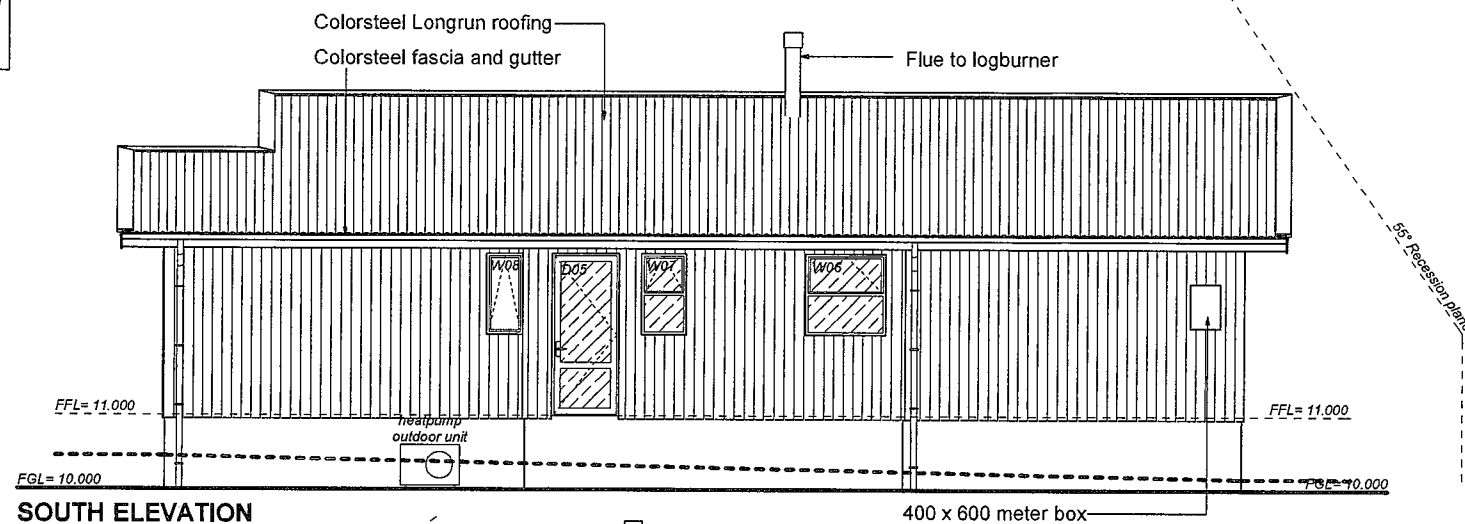 Colorsteel Longrun roofing
Colorsteel fascia and gutter
Flue to logburner
55° Recession plane
W08
D05
W07
W06
FFL= 11.000
FFL= 11.000
heatpump
outdoor unit
FGL= 10.000
FGL= 10.000
SOUTH ELEVATION
400 x 600 meter box